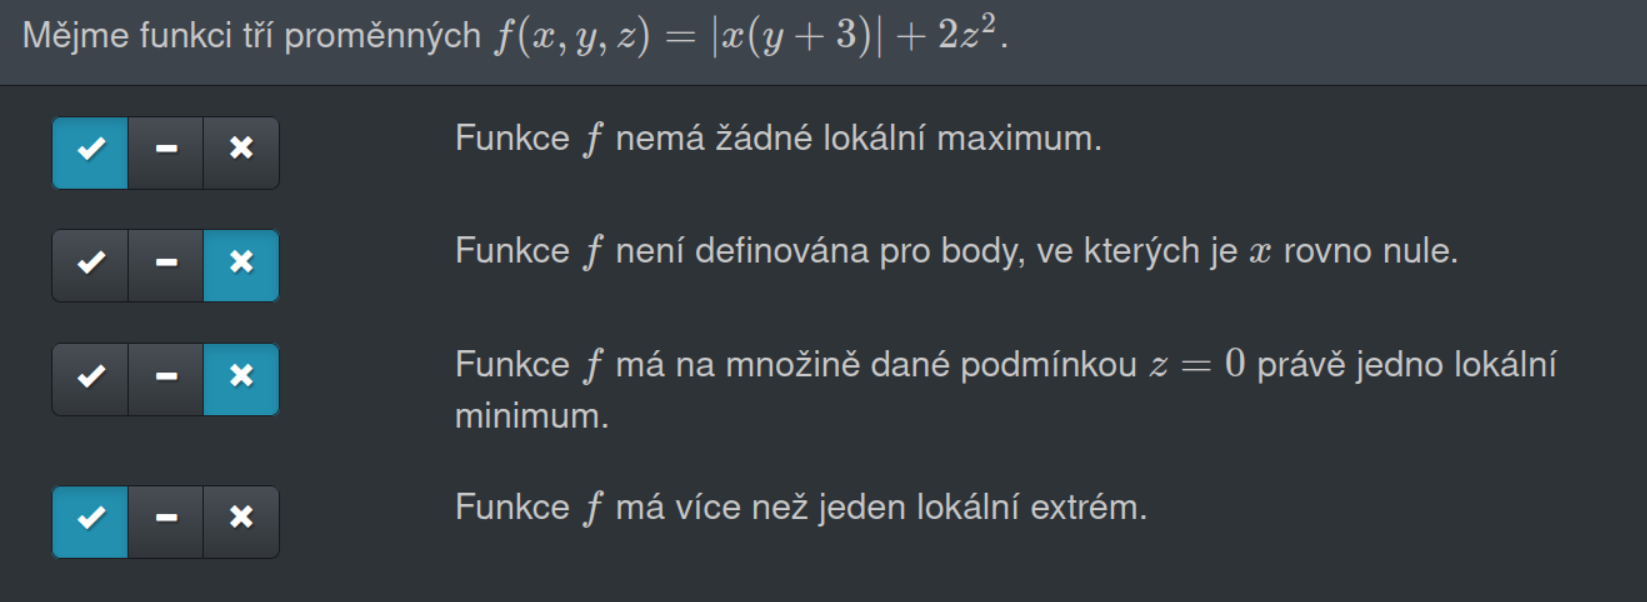 Mějme funkci tří proměnných f(x, y, z) = |x(y + 3)| + 2z².
Funkce f nemá žádné lokální maximum.
Funkce f není definována pro body, ve kterých je x rovno nule.
Funkce f má na množině dané podmínkou z = 0 právě jedno lokální
minimum.
Funkce f má více než jeden lokální extrém.